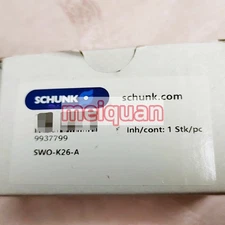 SCHUNK
schunk.com
meiquan
inh/cont: 1 Stk/pc
9937799
SWO-K26-A